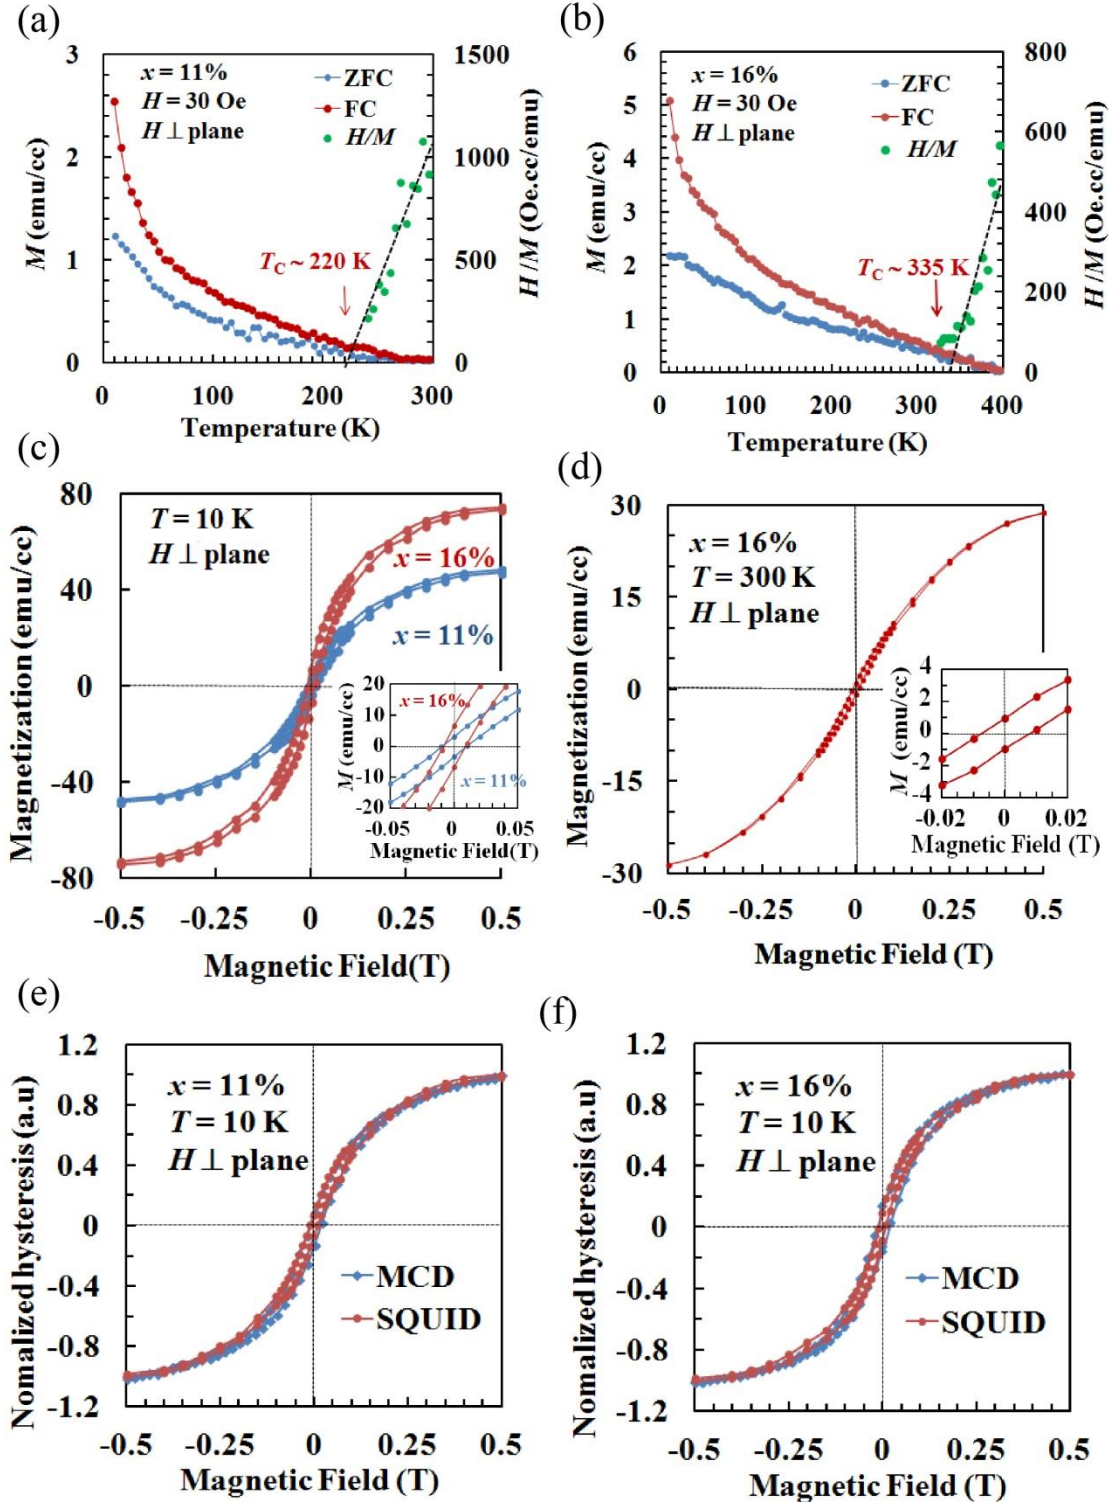 (a)
3
2
1
0
M (emu/cc)
x = 11%
H = 30 Oe
H ⊥ plane
ZFC
FC
H/M
T_C ~ 220 K
1500
1000
500
0
H/M (Oe.cc/emu)
0 100 200 300
Temperature (K)
(b)
6
5
4
3
2
1
0
M (emu/cc)
x = 16%
H = 30 Oe
H ⊥ plane
ZFC
FC
H/M
T_C ~ 335 K
800
600
400
200
0
H/M (Oe.cc/emu)
0 100 200 300 400
Temperature (K)
(c)
80
40
0
-40
-80
Magnetization (emu/cc)
T = 10 K
H ⊥ plane
x = 16%
x = 11%
20
10
0
-10
-20
M (emu/cc)
x = 16%
x = 11%
-0.05 0 0.05
Magnetic Field(T)
-0.5 -0.25 0 0.25 0.5
Magnetic Field(T)
(d)
30
15
0
-15
-30
Magnetization (emu/cc)
x = 16%
T = 300 K
H ⊥ plane
4
2
0
-2
-4
M (emu/cc)
-0.02 0 0.02
Magnetic Field (T)
-0.5 -0.25 0 0.25 0.5
Magnetic Field (T)
(e)
1.2
0.8
0.4
0
-0.4
-0.8
-1.2
Nomalized hysteresis (a.u)
x = 11%
T = 10 K
H ⊥ plane
MCD
SQUID
-0.5 -0.25 0 0.25 0.5
Magnetic Field (T)
(f)
1.2
0.8
0.4
0
-0.4
-0.8
-1.2
Nomalized hysteresis (a.u)
x = 16%
T = 10 K
H ⊥ plane
MCD
SQUID
-0.5 -0.25 0 0.25 0.5
Magnetic Field (T)